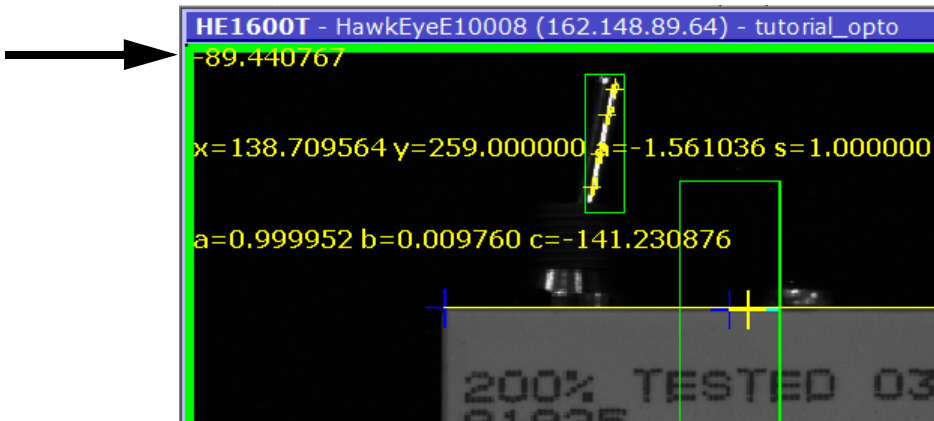 HE1600T - HawkEyeE10008 (162.148.89.64) - tutorial_opto
-89.440767
x=138.709564 y=259.000000 a=-1.561036 s=1.000000
a=0.999952 b=0.009760 c=-141.230876
200% TESTED 03